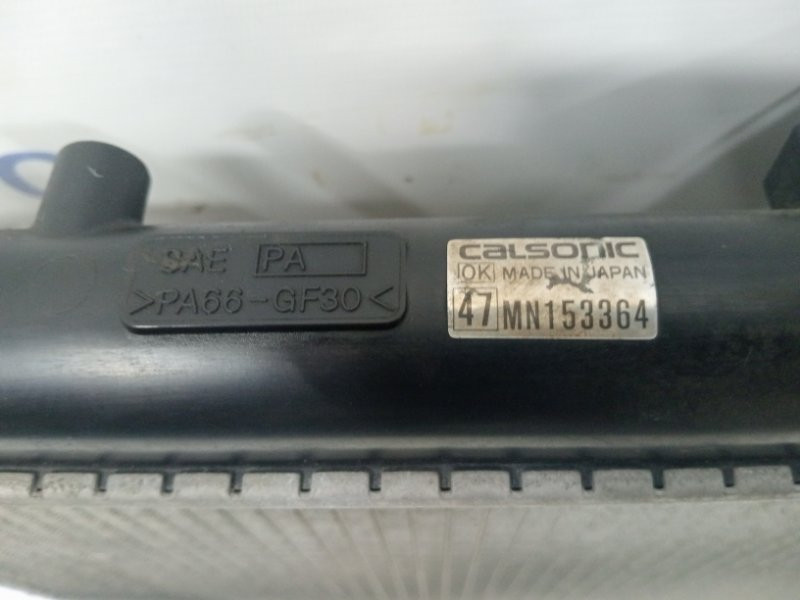 SAE PA
>PA66-GF30<
calsonic
OK MADE IN JAPAN
47 MN153364